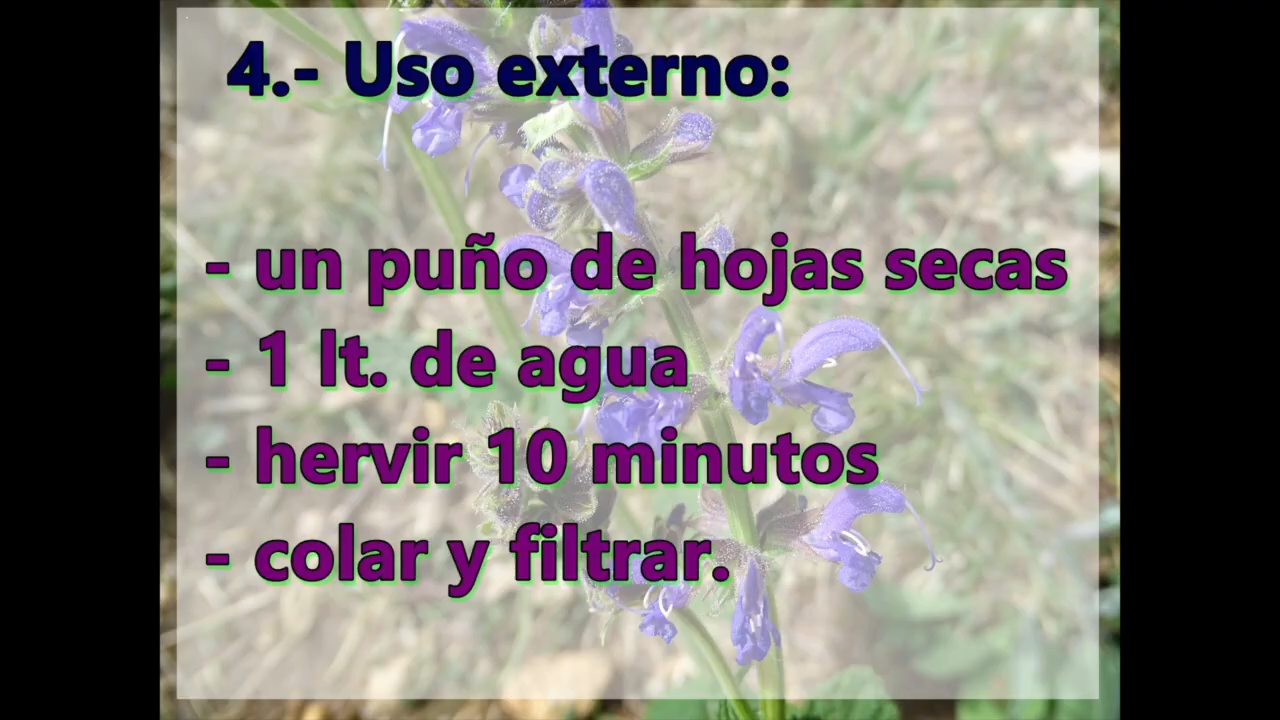 4.- Uso externo:
- un puño de hojas secas
- 1 lt. de agua
- hervir 10 minutos
- colar y filtrar.